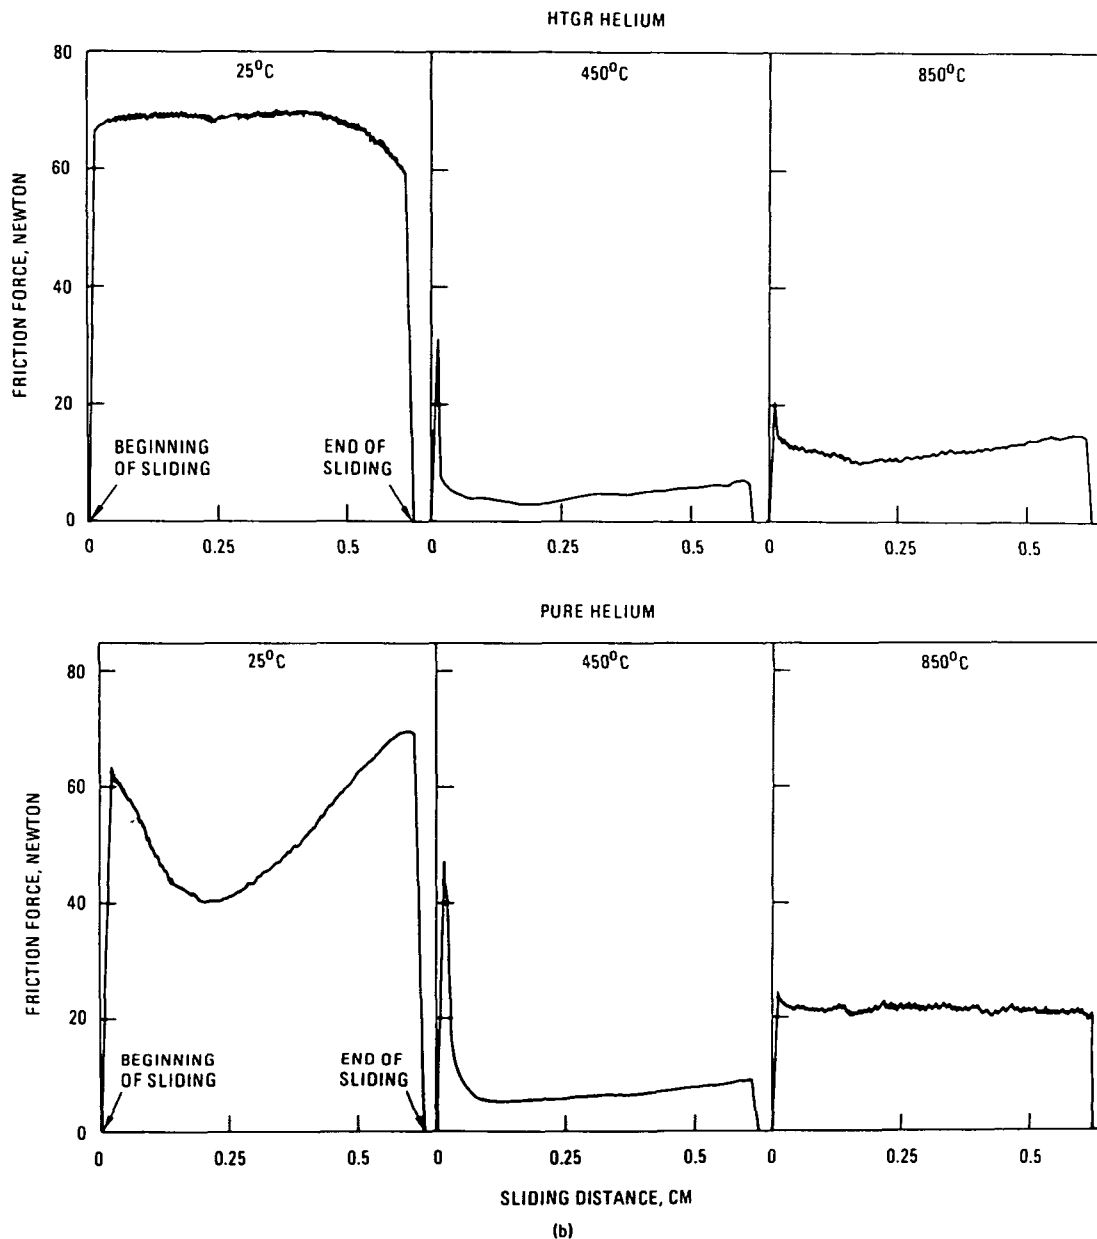 HTGR HELIUM
25°C
450°C
850°C
80
60
40
20
0
FRICTION FORCE, NEWTON
BEGINNING
OF SLIDING
END OF
SLIDING
0 0.25 0.5
0 0.25 0.5
0 0.25 0.5
PURE HELIUM
25°C
450°C
850°C
80
60
40
20
0
FRICTION FORCE, NEWTON
BEGINNING
OF SLIDING
END OF
SLIDING
0 0.25 0.5
0 0.25 0.5
0 0.25 0.5
SLIDING DISTANCE, CM
(b)